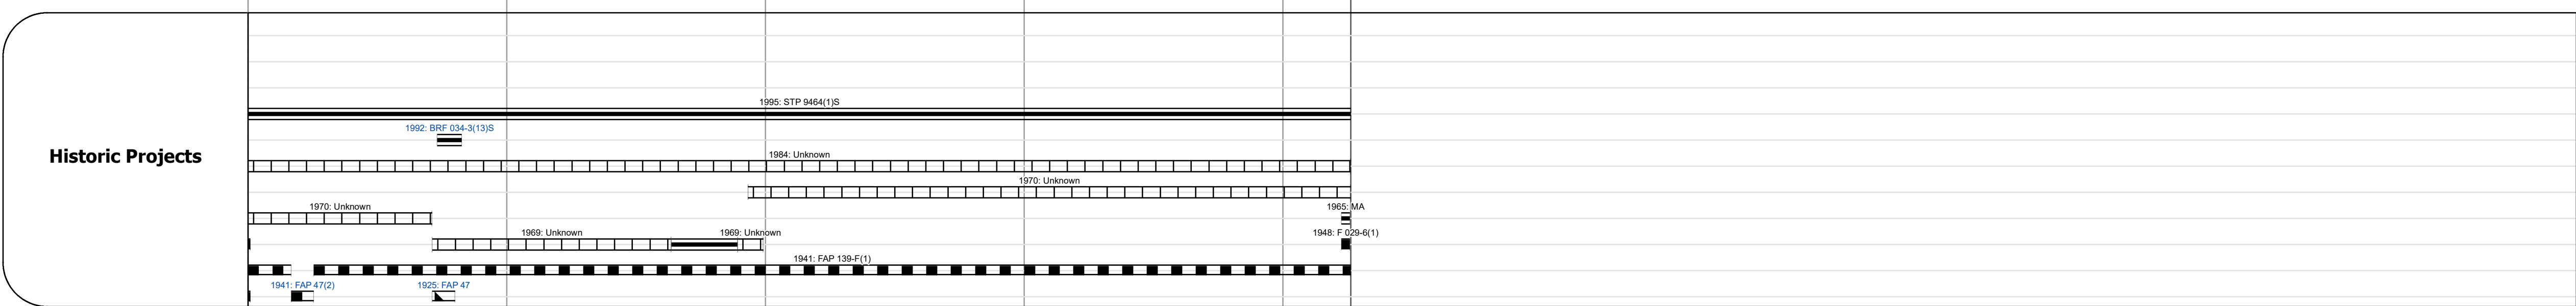 1995: STP 9464(1)S
1992: BRF 034-3(13)S
1984: Unknown
Historic Projects
1970: Unknown
1970: Unknown
1965: MA
1969: Unknown
1969: Unknown
1948: F 029-6(1)
1941: FAP 139-F(1)
1941: FAP 47(2)
1925: FAP 47